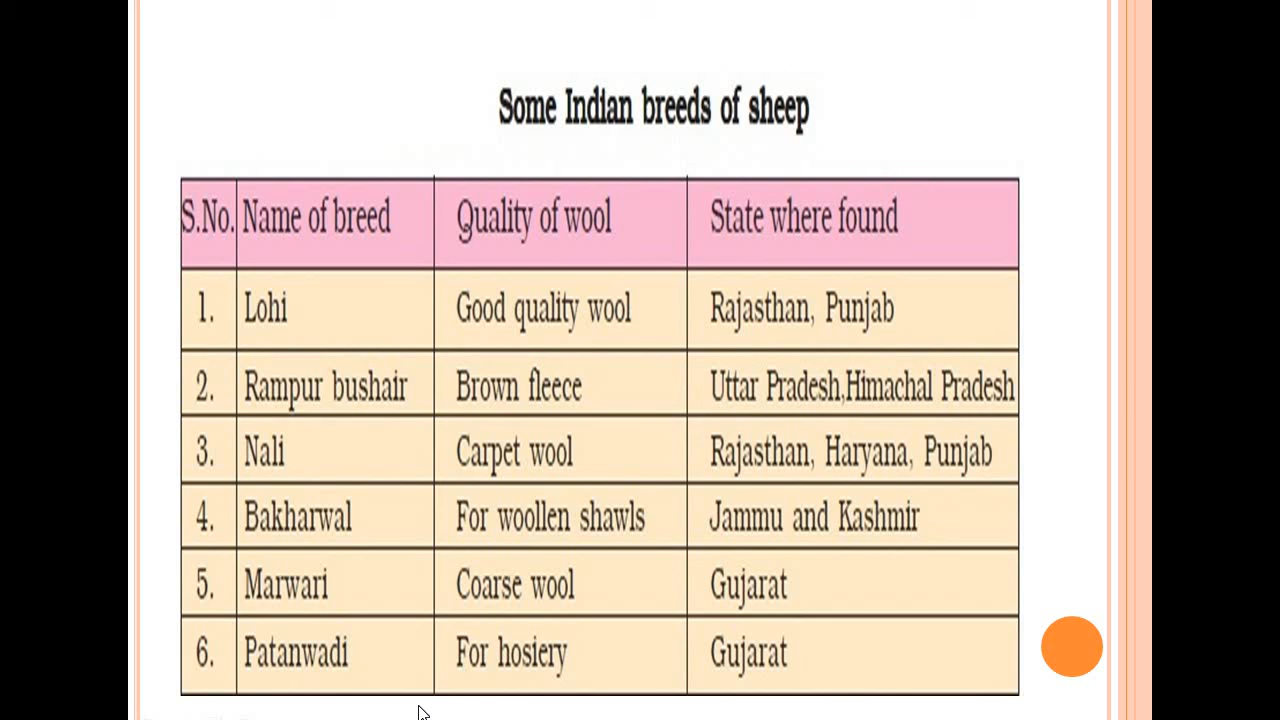 Some Indian breeds of sheep
S.No. Name of breed Quality of wool State where found
1. Lohi Good quality wool Rajasthan, Punjab
2. Rampur bushair Brown fleece Uttar Pradesh,Himachal Pradesh
3. Nali Carpet wool Rajasthan, Haryana, Punjab
4. Bakharwal For woollen shawls Jammu and Kashmir
5. Marwari Coarse wool Gujarat
6. Patanwadi For hosiery Gujarat